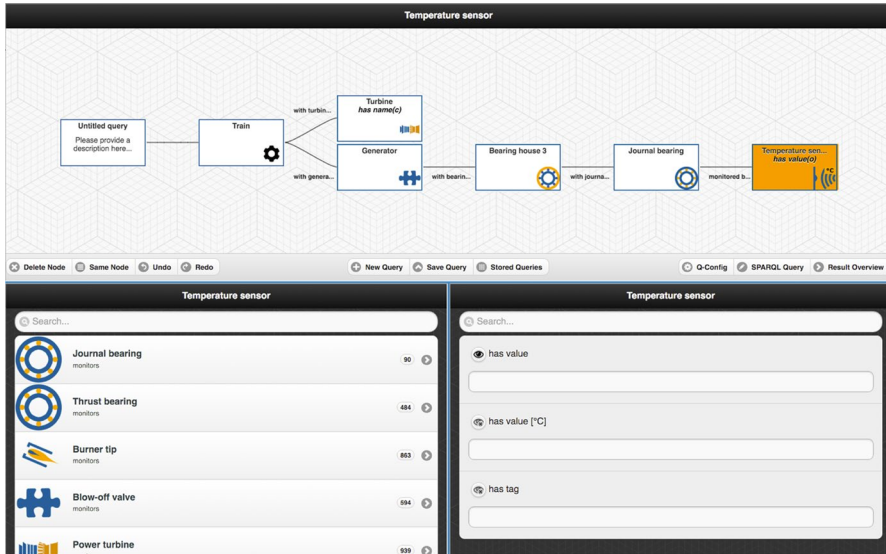 Temperature sensor
Untitled query
Please provide a
description here...
Train
with turbin...
Turbine
has name(c)
with genera...
Generator
with bearin...
Bearing house 3
with journa...
Journal bearing
monitored b...
Temperature sen...
has value(o)
°C
Delete Node
Same Node
Undo
Redo
New Query
Save Query
Stored Queries
Q-Config
SPARQL Query
Result Overview
Temperature sensor
Search...
Journal bearing
monitors
90
Thrust bearing
monitors
484
Burner tip
monitors
863
Blow-off valve
monitors
594
Power turbine
939
Temperature sensor
Search...
has value
has value [°C]
has tag